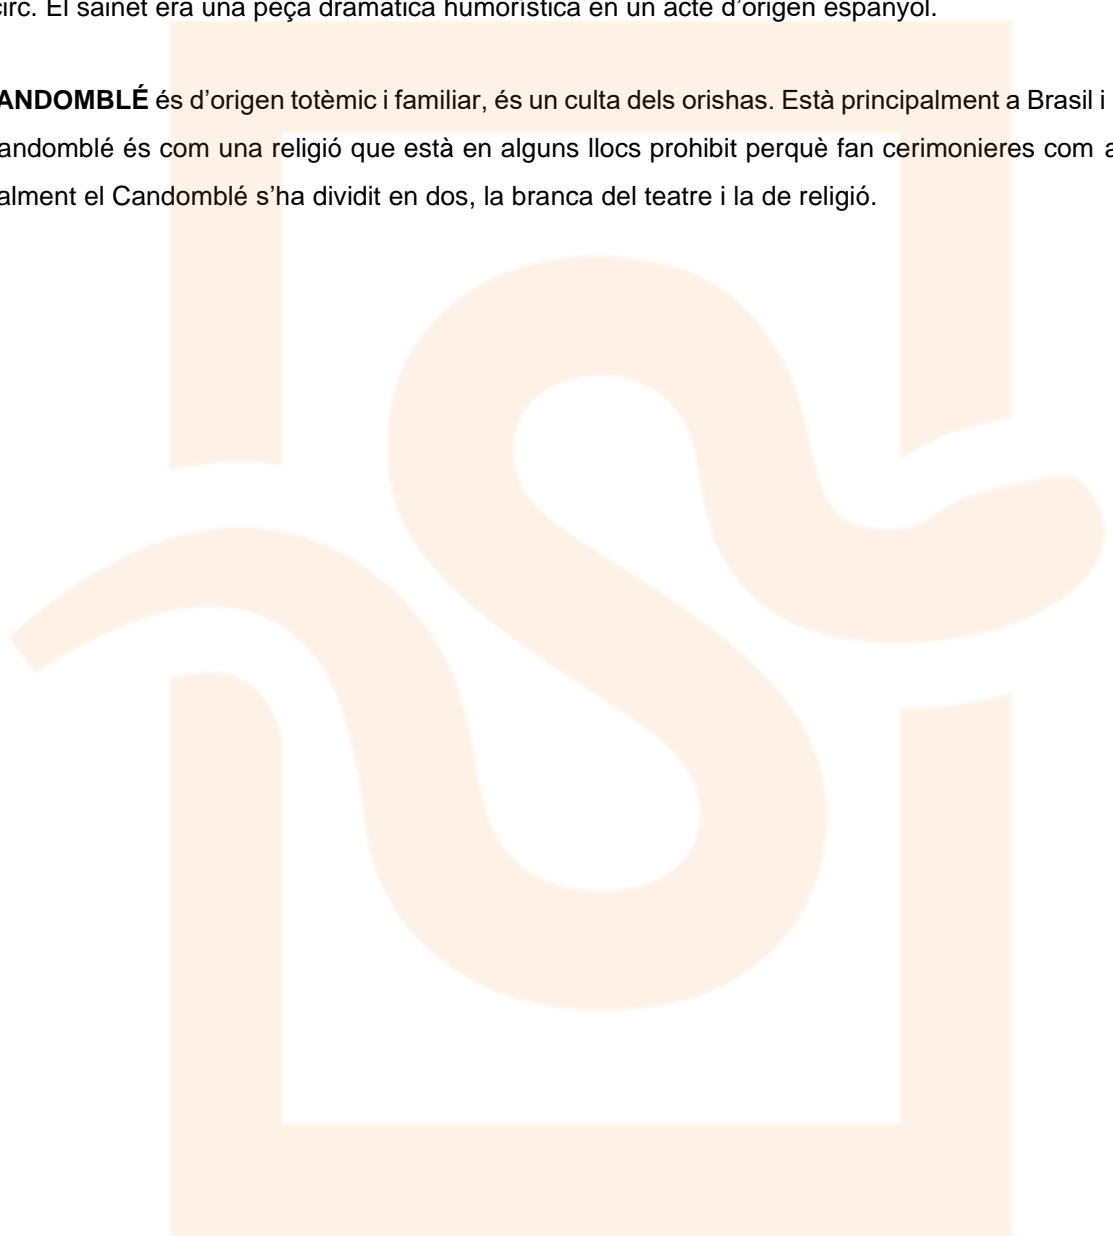 circ. El sainet era una peça dramàtica humorística en un acte d’origen espanyol.
ANDOMBLÉ és d’origen totèmic i familiar, és un culta dels orishas. Està principalment a Brasil i
andomblé és com una religió que està en alguns llocs prohibit perquè fan cerimonieres com a
alment el Candomblé s’ha dividit en dos, la branca del teatre i la de religió.